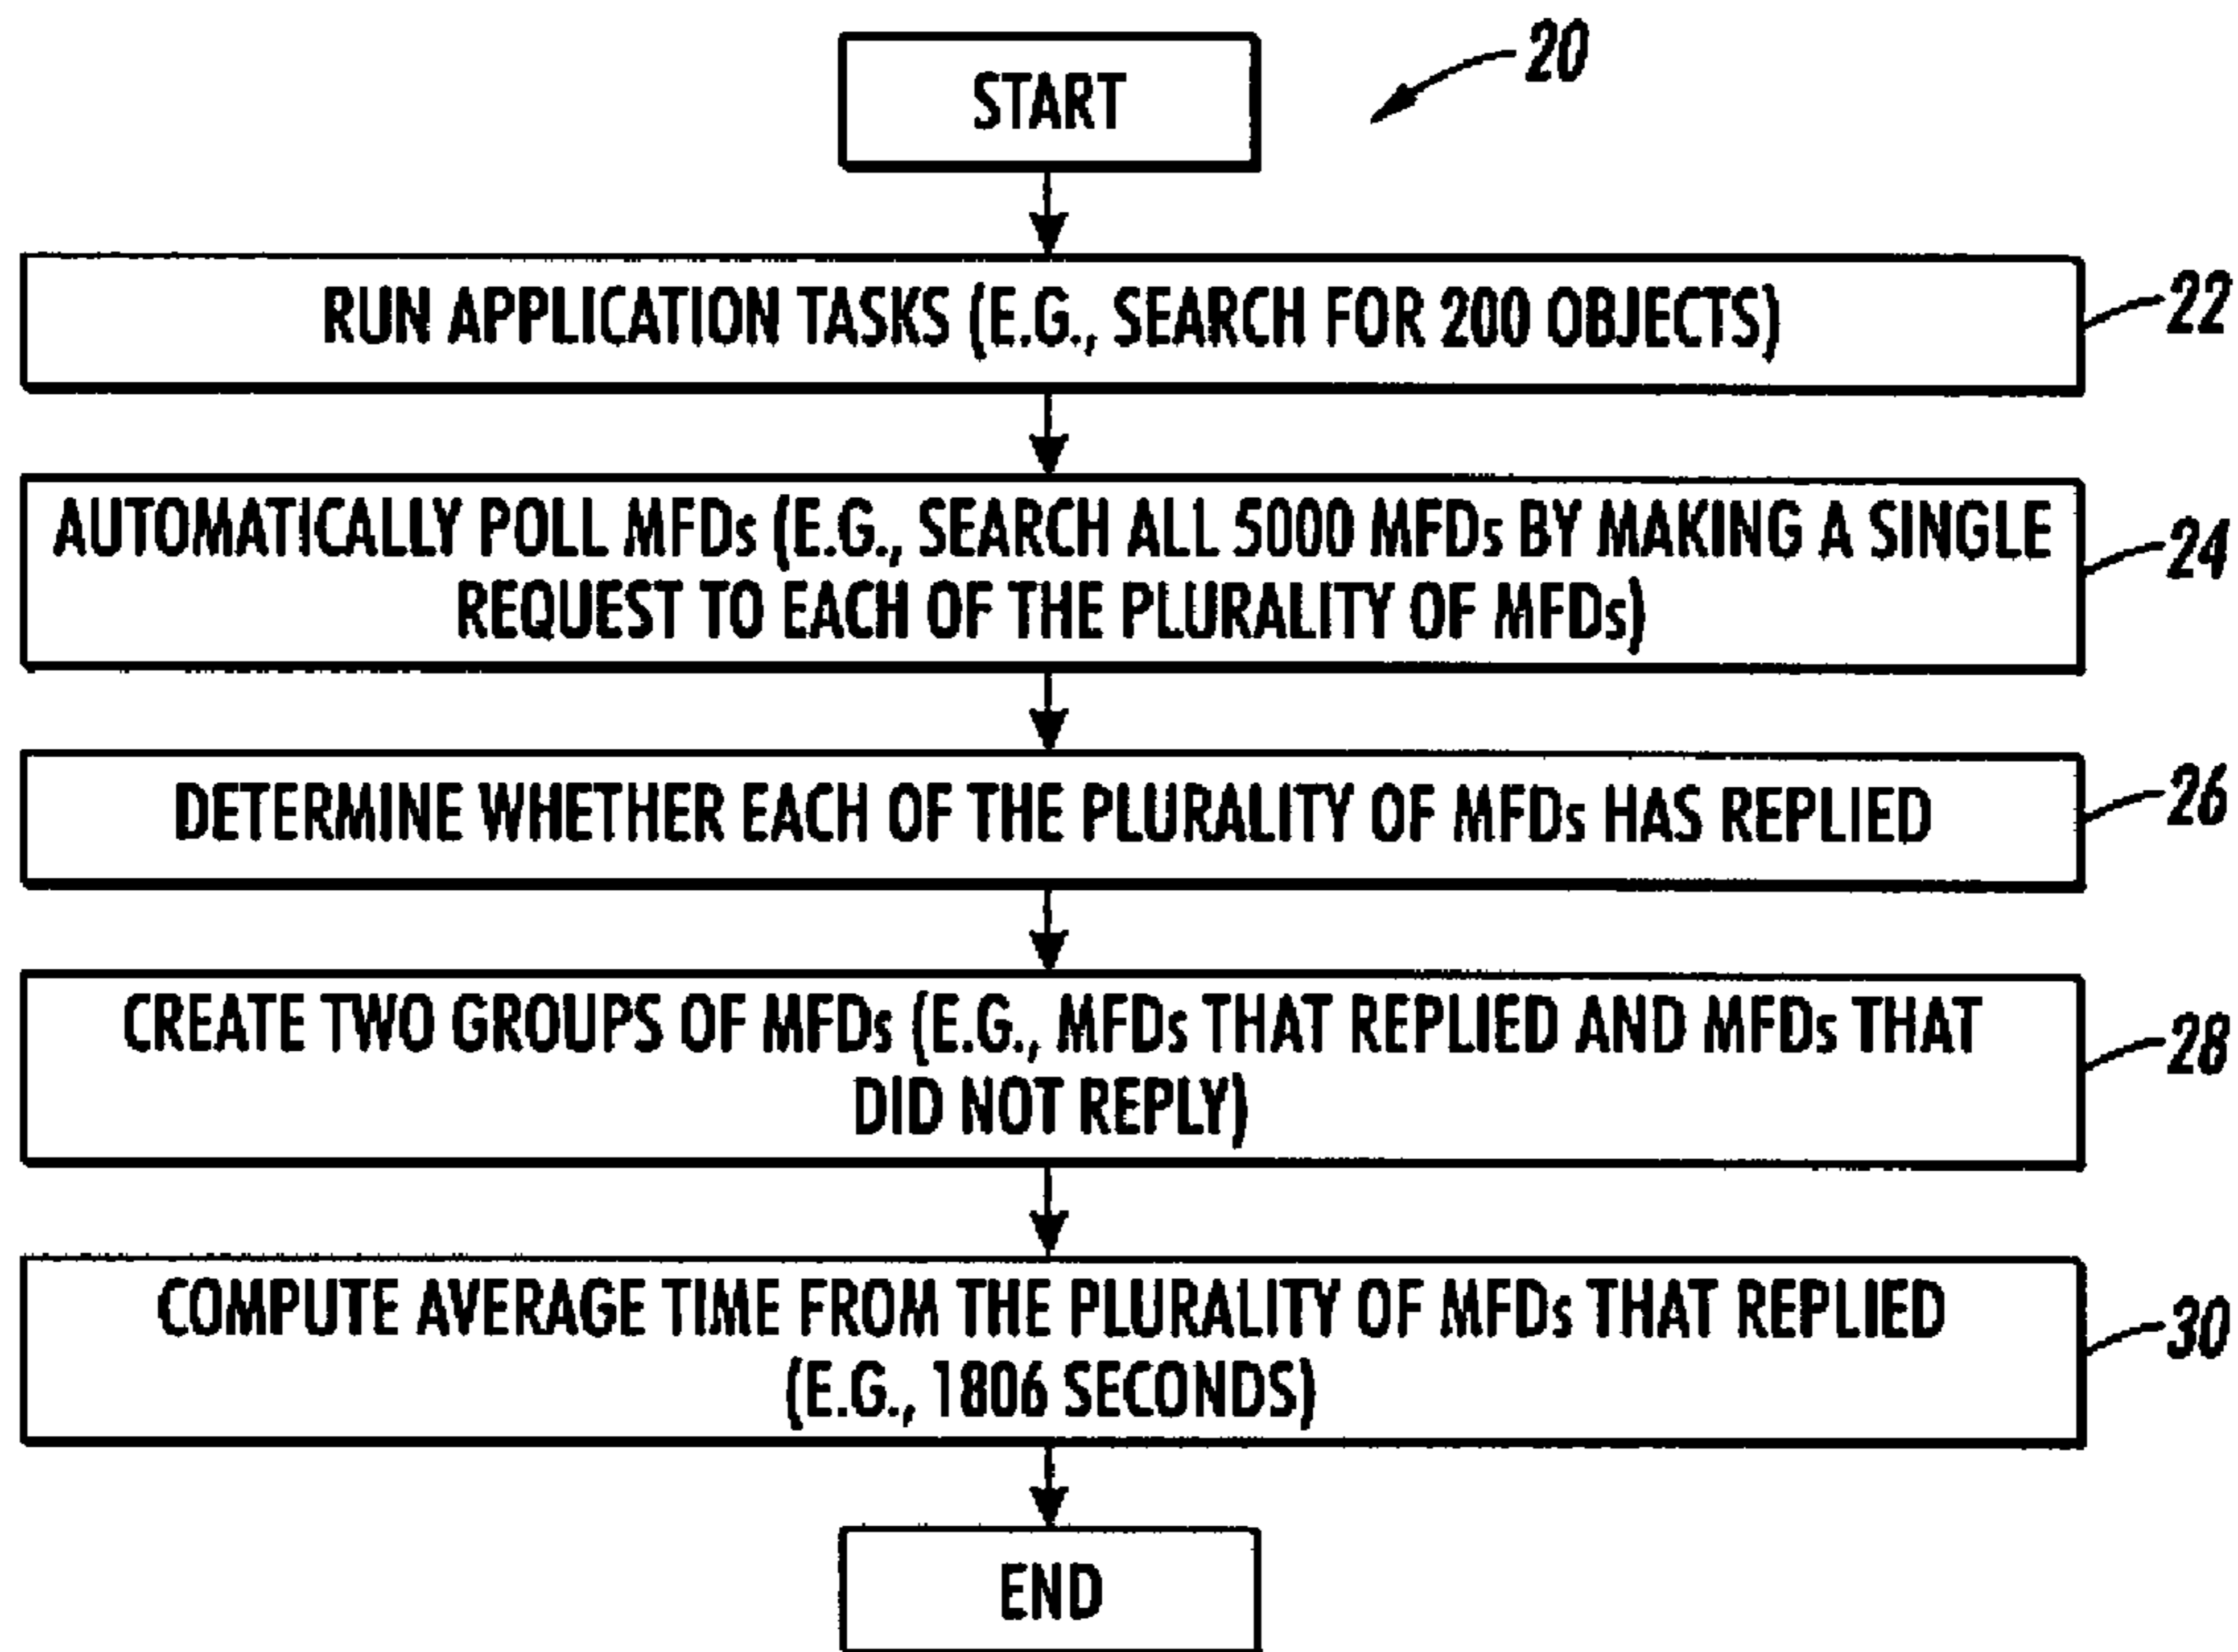 START
20
RUN APPLICATION TASKS (E.G., SEARCH FOR 200 OBJECTS)
22
AUTOMATICALLY POLL MFDs (E.G., SEARCH ALL 5000 MFDs BY MAKING A SINGLE
REQUEST TO EACH OF THE PLURALITY OF MFDs)
24
DETERMINE WHETHER EACH OF THE PLURALITY OF MFDs HAS REPLIED
26
CREATE TWO GROUPS OF MFDs (E.G., MFDs THAT REPLIED AND MFDs THAT
DID NOT REPLY)
28
COMPUTE AVERAGE TIME FROM THE PLURALITY OF MFDs THAT REPLIED
(E.G., 1806 SECONDS)
30
END